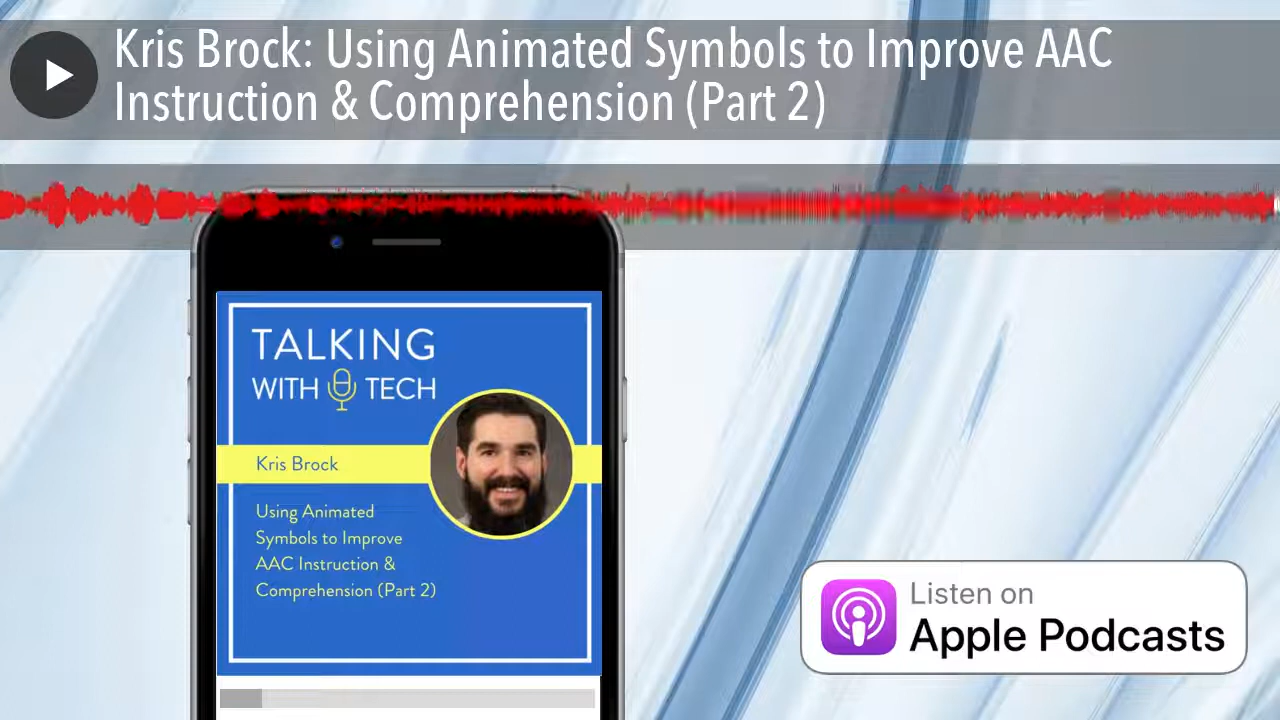 Kris Brock: Using Animated Symbols to Improve AAC
Instruction & Comprehension (Part 2)
TALKING
WITH TECH
Kris Brock
Using Animated
Symbols to Improve
AAC Instruction &
Comprehension (Part 2)
Listen on
Apple Podcasts